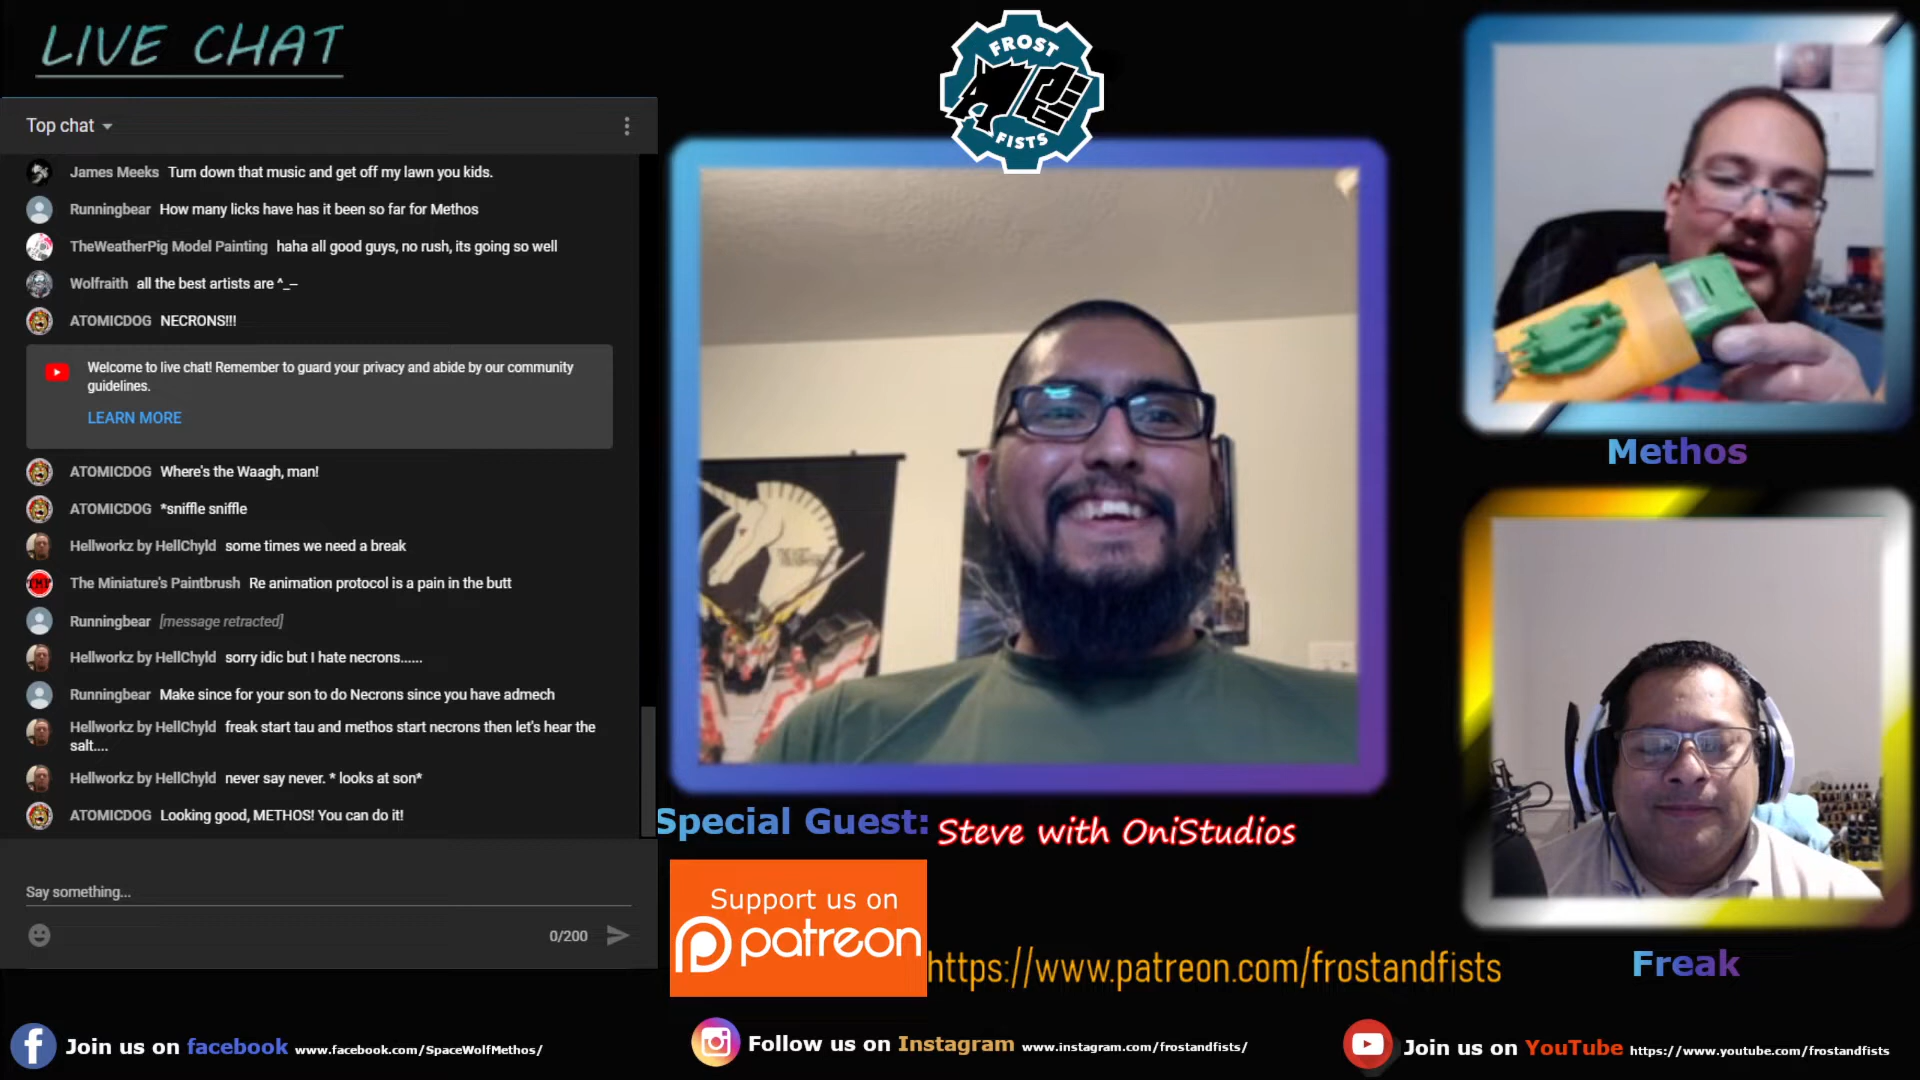 LIVE CHAT
FROST
FISTS
Top chat
James Meeks Turn down that music and get off my lawn you kids.
Runningbear How many licks have has it been so far for Methos
TheWeatherPig Model Painting haha all good guys, no rush, its going so well
Wolfraith all the best artists are ^_~
ATOMICDOG NECRONS!!!
Welcome to live chat! Remember to guard your privacy and abide by our community
guidelines.
LEARN MORE
ATOMICDOG Where's the Waagh, man!
ATOMICDOG *sniffle sniffle
Hellworkz by HellChyld some times we need a break
The Miniature's Paintbrush Re animation protocol is a pain in the butt
Runningbear [message retracted]
Hellworkz by HellChyld sorry idic but I hate necrons......
Runningbear Make since for your son to do Necrons since you have admech
Hellworkz by HellChyld freak start tau and methos start necrons then let's hear the
salt....
Hellworkz by HellChyld never say never. * looks at son*
ATOMICDOG Looking good, METHOS! You can do it!
Say something...
0/200
Methos
Special Guest: Steve with OniStudios
Freak
Support us on
patreon
https://www.patreon.com/frostandfists
Join us on facebook www.facebook.com/SpaceWolfMethos/
Follow us on Instagram www.instagram.com/frostandfists/
Join us on YouTube https://www.youtube.com/frostandfists